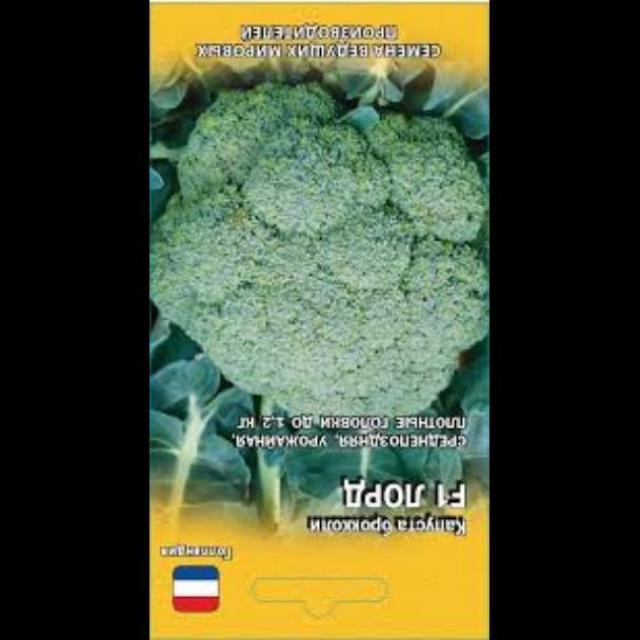 Голландия
Капуста брокколи
F1 ЛОРД
СРЕДНЕПОЗДНЯЯ, УРОЖАЙНАЯ,
ПЛОТНЫЕ ГОЛОВКИ ДО 1,2 КГ
СЕМЕНА ВЕДУЩИХ МИРОВЫХ
ПРОИЗВОДИТЕЛЕЙ